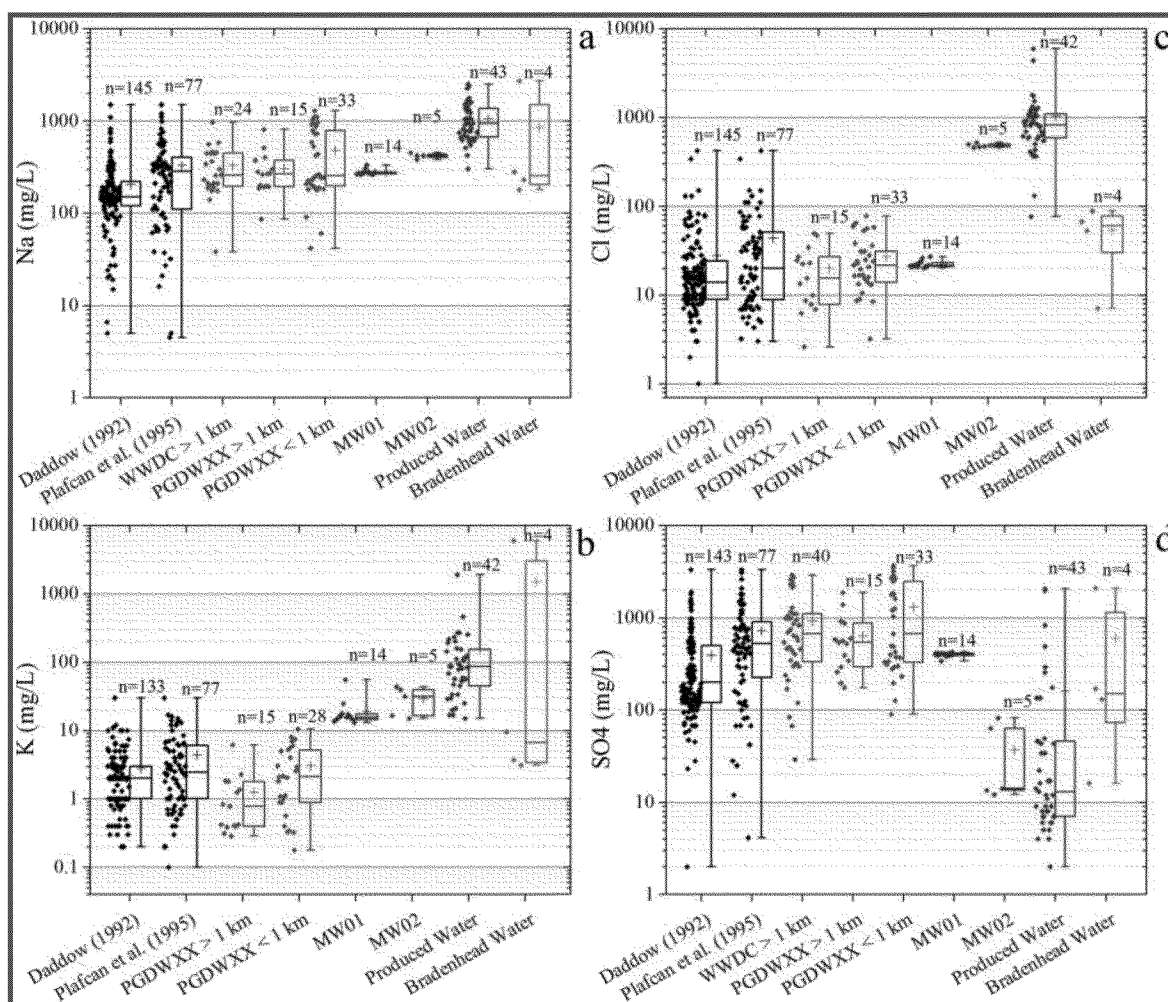 a
Na (mg/L)
10000
1000
100
10
1
n=145
n=77
n=24
n=15
n=33
n=14
n=5
n=43
n=4
Daddow (1992)
Plafcan et al. (1995)
WWDC > 1 km
PGDWXX > 1 km
PGDWXX < 1 km
MW01
MW02
Produced Water
Bradenhead Water
c
Cl (mg/L)
10000
1000
100
10
1
n=145
n=77
n=15
n=33
n=14
n=5
n=42
n=4
Daddow (1992)
Plafcan et al. (1995)
PGDWXX > 1 km
PGDWXX < 1 km
MW01
MW02
Produced Water
Bradenhead Water
b
K (mg/L)
10000
1000
100
10
1
0.1
n=133
n=77
n=15
n=28
n=14
n=5
n=42
n=4
Daddow (1992)
Plafcan et al. (1995)
PGDWXX > 1 km
PGDWXX < 1 km
MW01
MW02
Produced Water
Bradenhead Water
d
SO4 (mg/L)
10000
1000
100
10
1
n=143
n=77
n=40
n=15
n=33
n=14
n=5
n=43
n=4
Daddow (1992)
Plafcan et al. (1995)
WWDC > 1 km
PGDWXX > 1 km
PGDWXX < 1 km
MW01
MW02
Produced Water
Bradenhead Water